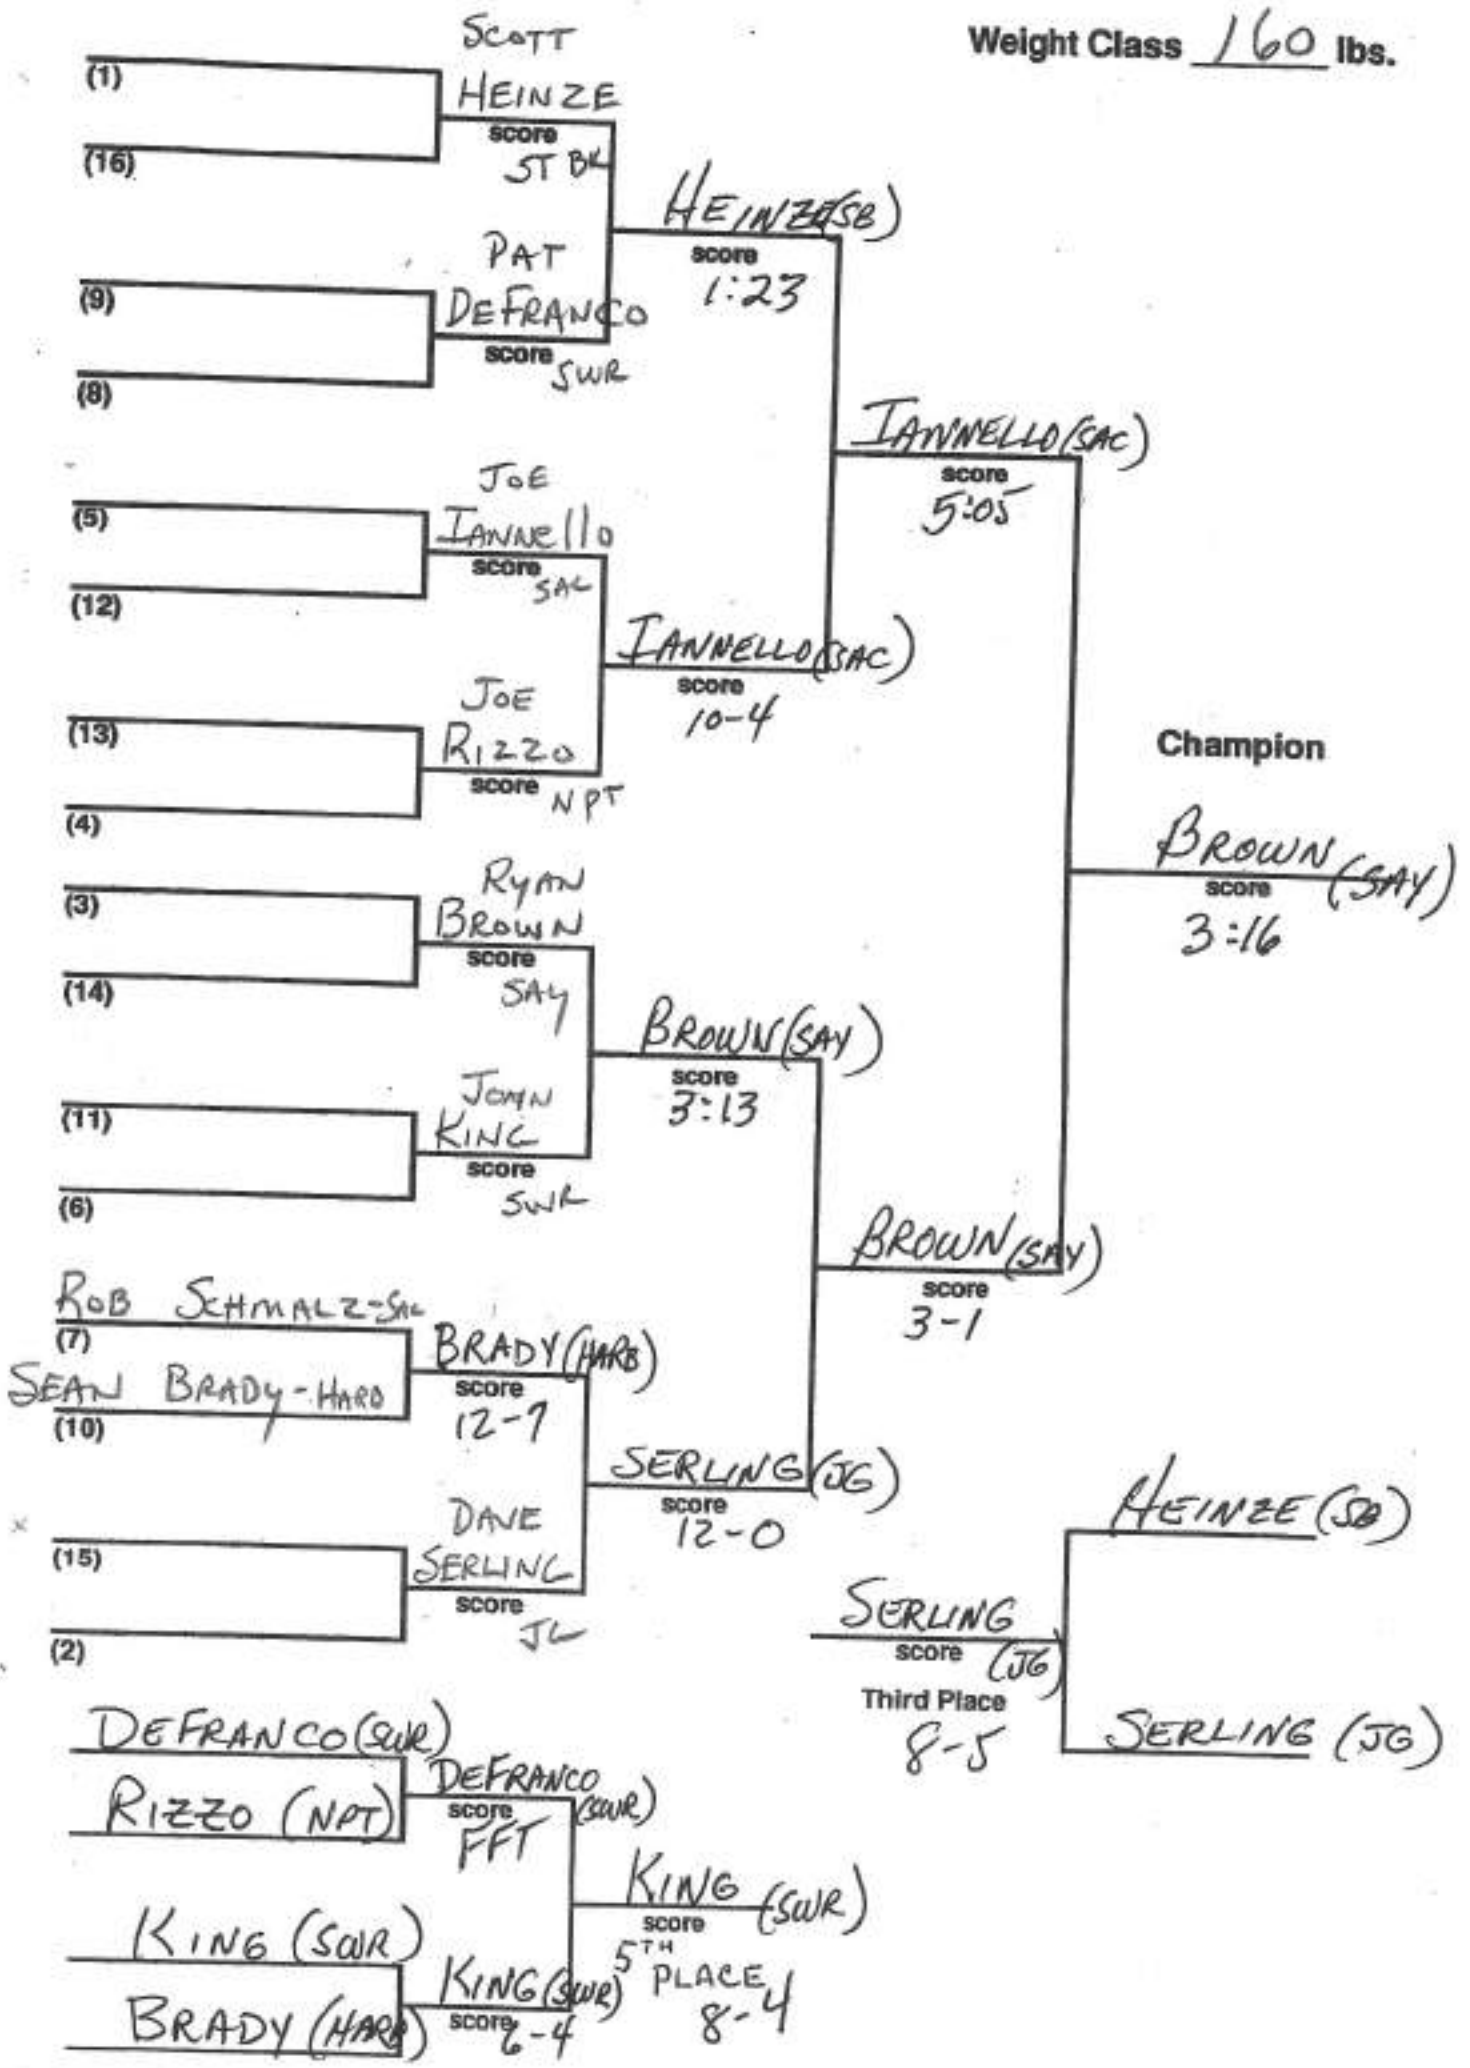 Weight Class 160 lbs.
SCOTT
(1)
HEINZE
score
(16)
ST BK
HEINZE (SB)
score
1:23
PAT
(9)
DEFRANCO
score
SWR
(8)
IANNELLO (SAC)
score
5:05
JOE
(5)
IANNEllO
score
SAC
(12)
IANNELLO (SAC)
score
10-4
JOE
(13)
RIZZO
score
NPT
(4)
Champion
BROWN (SAY)
score
3:16
RYAN
(3)
BROWN
score
SAY
(14)
BROWN (SAY)
score
3:13
JOHN
(11)
KING
score
SWR
(6)
BROWN (SAY)
score
3-1
ROB SCHMALZ-SAC
(7)
BRADY (HARB)
score
12-7
SEAN BRADY-HARB
(10)
SERLING (JG)
score
12-0
DAVE
(15)
SERLING
score
JG
(2)
HEINZE (SB)
SERLING
score (JG)
Third Place
8-5
SERLING (JG)
DEFRANCO (SWR)
DEFRANCO
score (SWR)
FFT
RIZZO (NPT)
KING (SWR)
score
5TH
PLACE
8-4
KING (SWR)
KING (SWR)
score 6-4
BRADY (HARB)